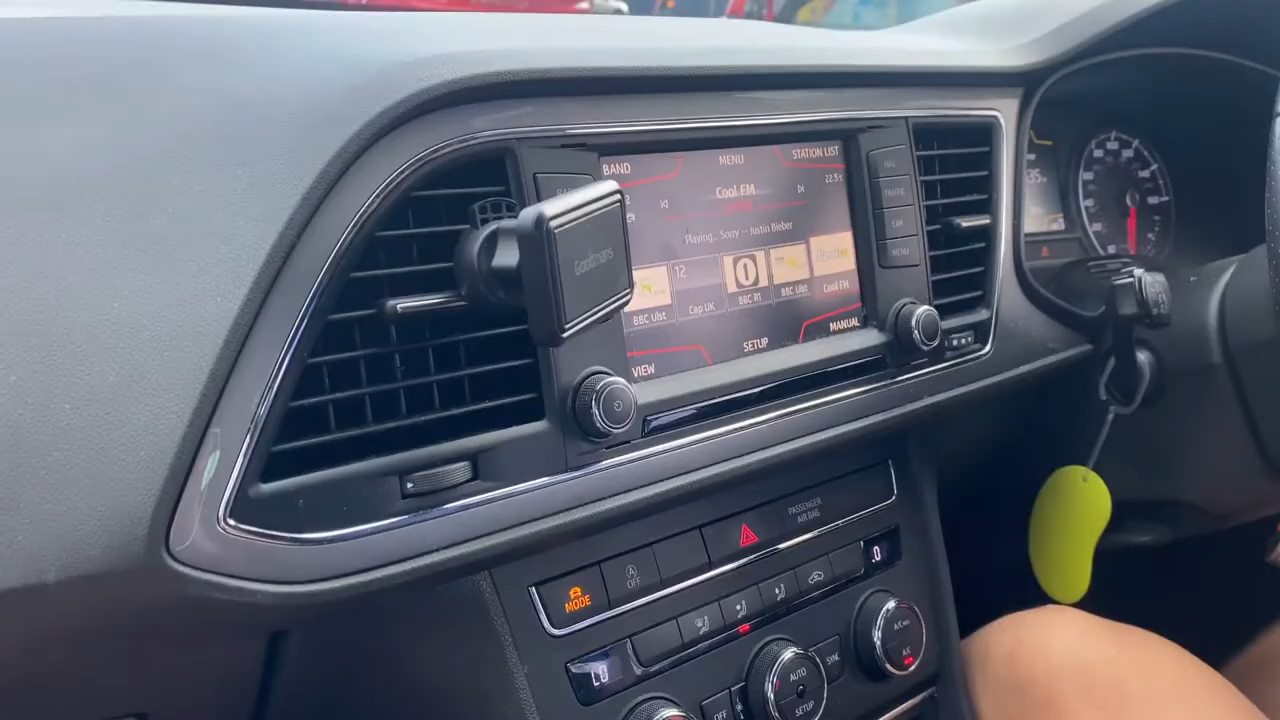 BAND
MENU
STATION LIST
22.5°c
Cool FM
Playing.. Sorry -- Justin Bieber
12
BBC Ulst
Cap UK
BBC R1
BBC Ulst
Cool FM
VIEW
SETUP
MANUAL
Goodmans
NAV
TRAFFIC
CAR
MENU
PASSENGER
AIR BAG
MODE
A
OFF
LO
AUTO
SETUP
SYNC
OFF
A/C MAX
A/C